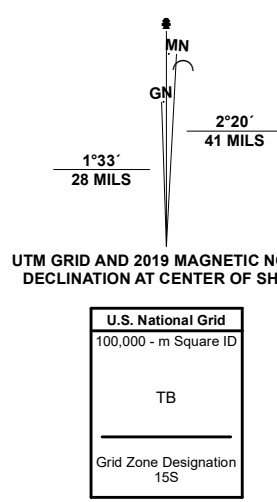 MN
GN
2°20´
41 MILS
1°33´
28 MILS
UTM GRID AND 2019 MAGNETIC N
DECLINATION AT CENTER OF SH
U.S. National Grid
100,000 - m Square ID
TB
Grid Zone Designation
15S